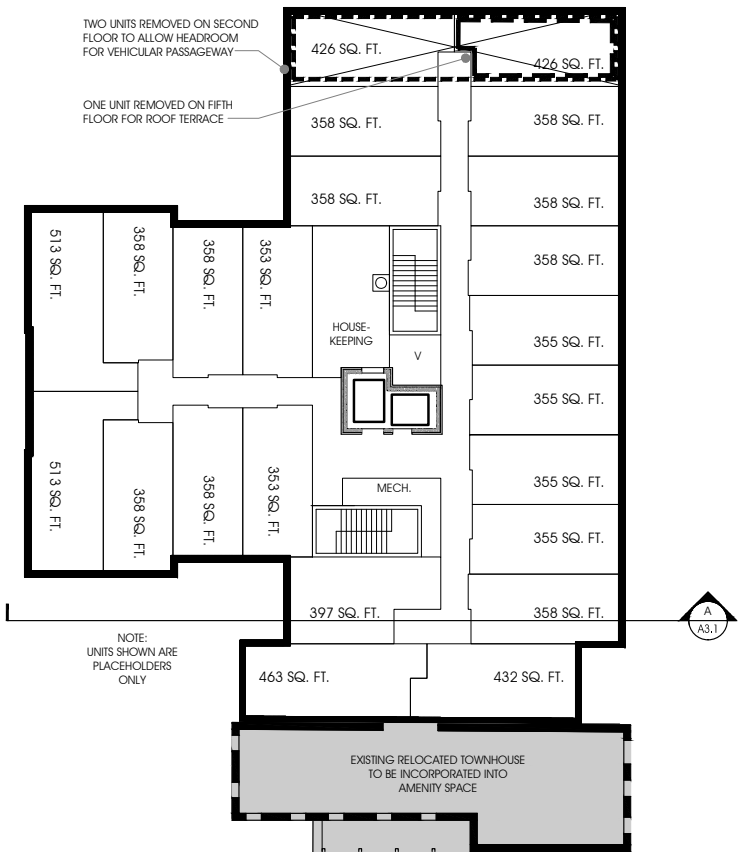 TWO UNITS REMOVED ON SECOND
FLOOR TO ALLOW HEADROOM
FOR VEHICULAR PASSAGEWAY
ONE UNIT REMOVED ON FIFTH
FLOOR FOR ROOF TERRACE
426 SQ. FT.
426 SQ. FT.
358 SQ. FT.
358 SQ. FT.
358 SQ. FT.
358 SQ. FT.
513 SQ. FT.
358 SQ. FT.
358 SQ. FT.
353 SQ. FT.
358 SQ. FT.
HOUSE-
KEEPING
V
355 SQ. FT.
355 SQ. FT.
513 SQ. FT.
358 SQ. FT.
358 SQ. FT.
353 SQ. FT.
MECH.
355 SQ. FT.
355 SQ. FT.
397 SQ. FT.
358 SQ. FT.
A
A3.1
NOTE:
UNITS SHOWN ARE
PLACEHOLDERS
ONLY
463 SQ. FT.
432 SQ. FT.
EXISTING RELOCATED TOWNHOUSE
TO BE INCORPORATED INTO
AMENITY SPACE